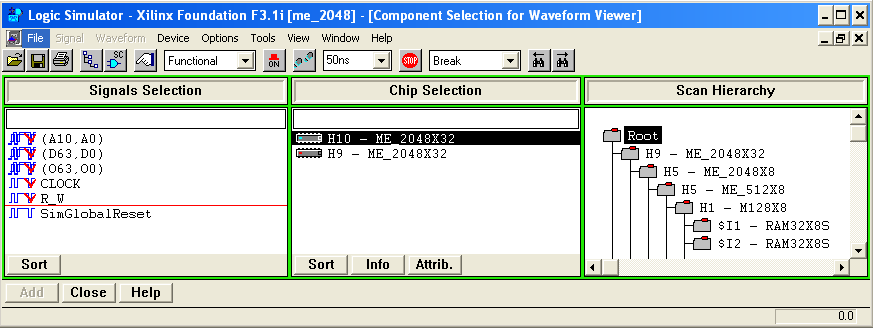 Logic Simulator - Xilinx Foundation F3.1i [me_2048] - [Component Selection for Waveform Viewer]
File Signal Waveform Device Options Tools View Window Help
SC Functional ON 50ns STOP Break
Signals Selection Chip Selection Scan Hierarchy
(A10,A0)
(D63,D0)
(O63,O0)
CLOCK
R_W
SimGlobalReset
Sort
H10 - ME_2048X32
H9 - ME_2048X32
Sort Info Attrib.
Root
H9 - ME_2048X32
H5 - ME_2048X8
H5 - ME_512X8
H1 - M128X8
$I1 - RAM32X8S
$I2 - RAM32X8S
Add Close Help
0.0